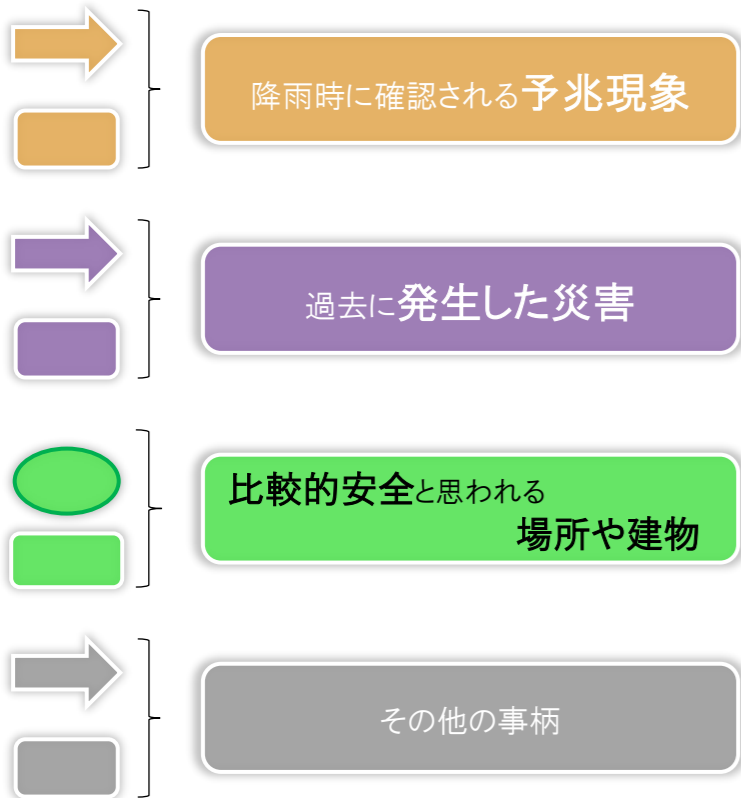 降雨時に確認される予兆現象
過去に発生した災害
比較的安全と思われる
場所や建物
その他の事柄